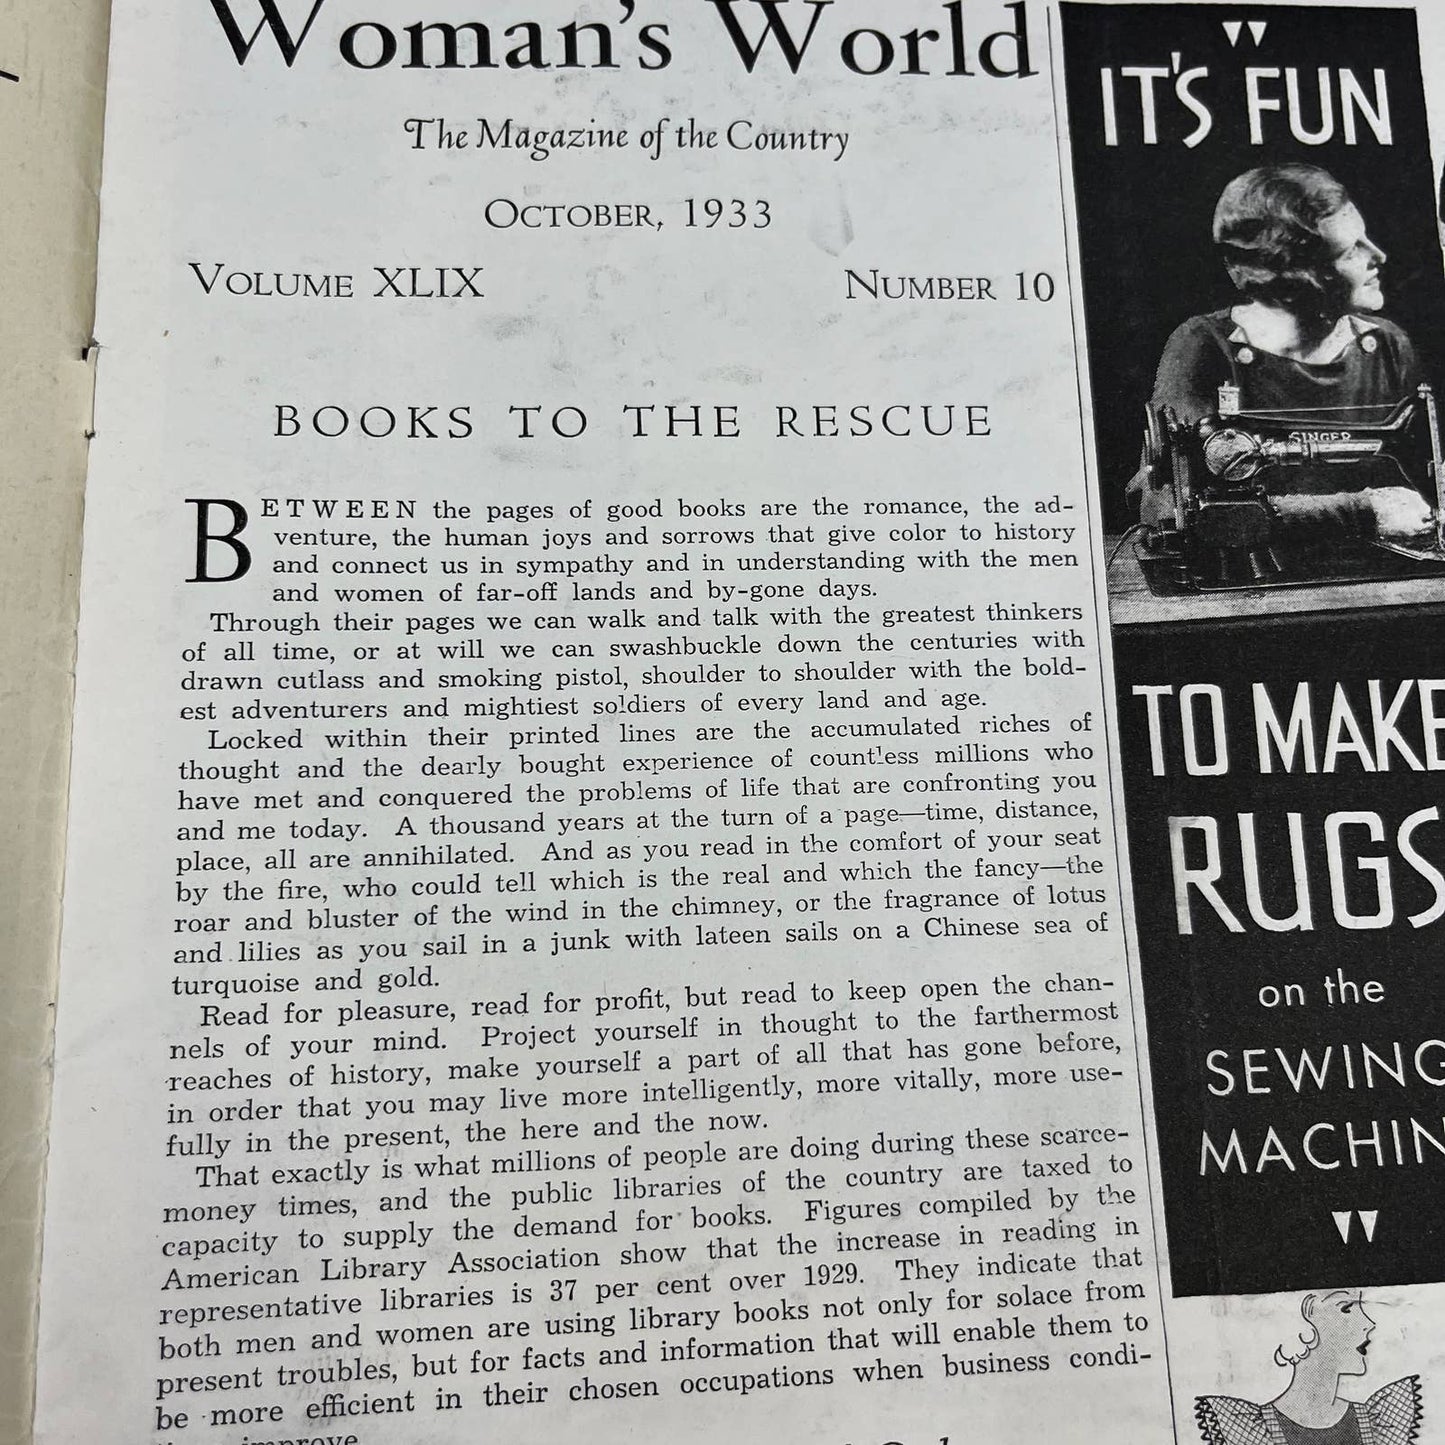 Woman's World
The Magazine of the Country
October, 1933
Volume XLIX Number 10
BOOKS TO THE RESCUE
BETWEEN the pages of good books are the romance, the ad-
venture, the human joys and sorrows that give color to history
and connect us in sympathy and in understanding with the men
and women of far-off lands and by-gone days.
Through their pages we can walk and talk with the greatest thinkers
of all time, or at will we can swashbuckle down the centuries with
drawn cutlass and smoking pistol, shoulder to shoulder with the bold-
est adventurers and mightiest soldiers of every land and age.
Locked within their printed lines are the accumulated riches of
thought and the dearly bought experience of countless millions who
have met and conquered the problems of life that are confronting you
and me today. A thousand years at the turn of a page—time, distance,
place, all are annihilated. And as you read in the comfort of your seat
by the fire, who could tell which is the real and which the fancy—the
roar and bluster of the wind in the chimney, or the fragrance of lotus
and lilies as you sail in a junk with lateen sails on a Chinese sea of
turquoise and gold.
Read for pleasure, read for profit, but read to keep open the chan-
nels of your mind. Project yourself in thought to the farthermost
reaches of history, make yourself a part of all that has gone before,
in order that you may live more intelligently, more vitally, more use-
fully in the present, the here and the now.
That exactly is what millions of people are doing during these scarce-
money times, and the public libraries of the country are taxed to
capacity to supply the demand for books. Figures compiled by the
American Library Association show that the increase in reading in
representative libraries is 37 per cent over 1929. They indicate that
both men and women are using library books not only for solace from
present troubles, but for facts and information that will enable them to
be more efficient in their chosen occupations when business condi-
improve
IT'S FUN
SINGER
TO MAKE
RUGS
on the
SEWING
MACHIN